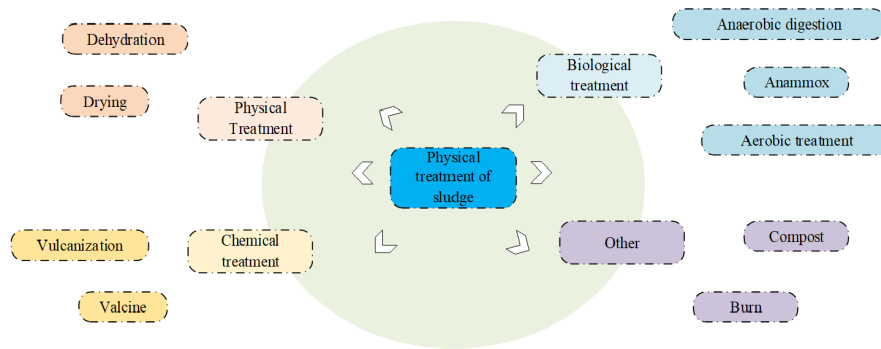 Dehydration
Drying
Physical
Treatment
Vulcanization
Chemical
treatment
Valcine
Physical
treatment of
sludge
Anaerobic digestion
Biological
treatment
Anammox
Aerobic treatment
Other
Compost
Burn